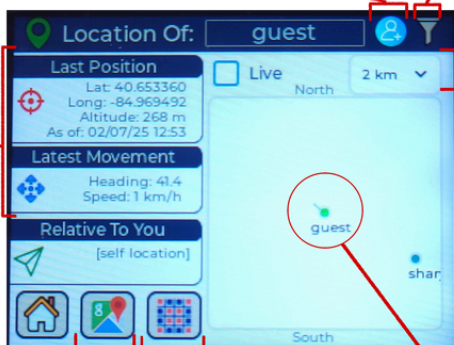 Location Of: guest
Last Position
Lat: 40.653360
Long: -84.969492
Altitude: 268 m
As of: 02/07/25 12:53
Latest Movement
Heading: 41.4
Speed: 1 km/h
Relative To You
[self location]
Live
2 km
North
guest
shar
South
g